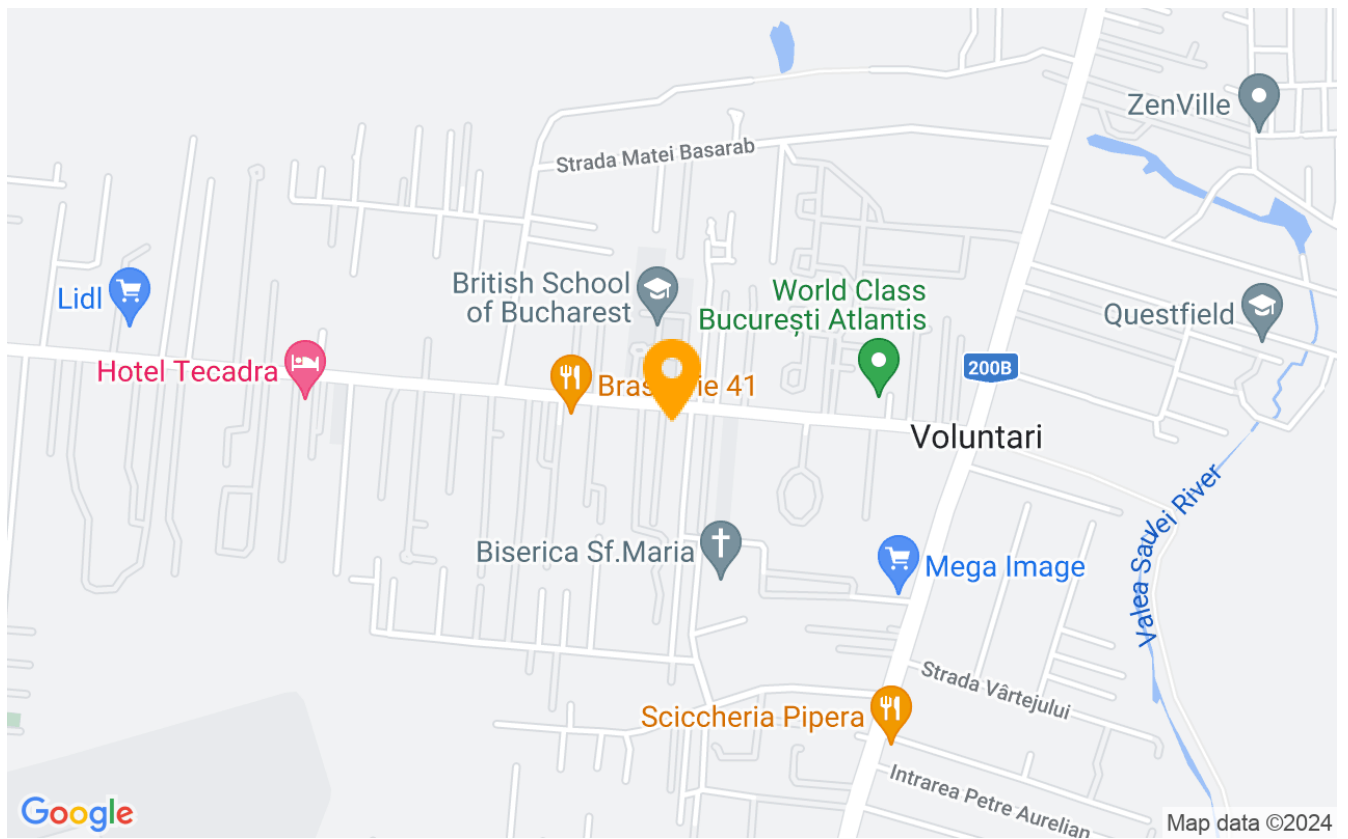 ZenVille
Strada Matei Basarab
British School
of Bucharest
World Class
București Atlantis
Lidl
Questfield
Hotel Tecadra
200B
Voluntari
Biserica Sf.Maria
Mega Image
Valea Saulei River
Strada Vârtejului
Sciccheria Pipera
Intrarea Petre Aurelian
Google
Map data ©2024